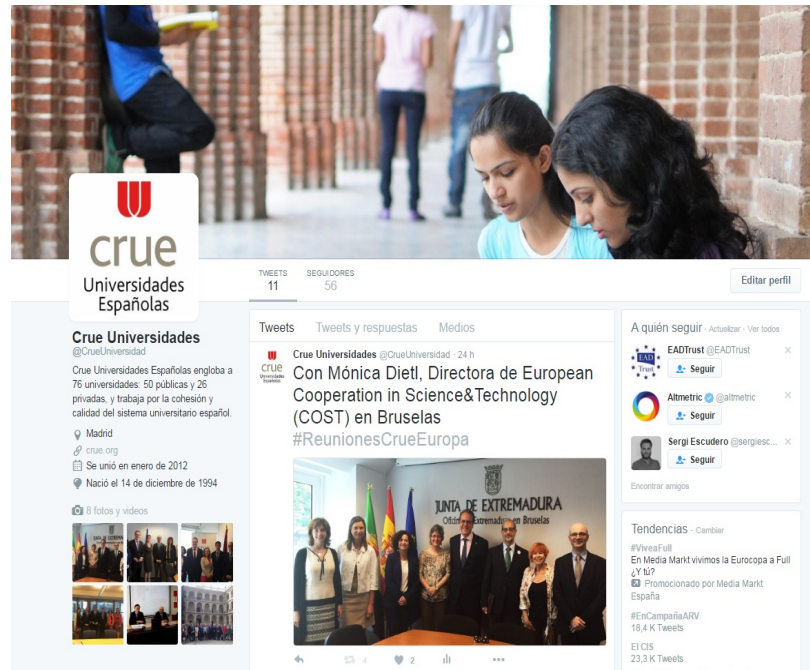 crue
Universidades
Españolas
TWEETS
11
SEGUIDORES
56
Editar perfil
Crue Universidades
@CrueUniversidad
Crue Universidades Españolas engloba a
76 universidades: 50 públicas y 26
privadas, y trabaja por la cohesión y
calidad del sistema universitario español.
Madrid
crue.org
Se unió en enero de 2012
Nació el 14 de diciembre de 1994
8 fotos y videos
Tweets
Tweets y respuestas
Medios
crue
Universidades
Españolas
Crue Universidades @CrueUniversidad · 24 h
Con Mónica Dietl, Directora de European
Cooperation in Science&Technology
(COST) en Bruselas
#ReunionesCrueEuropa
JUNTA DE EXTREMADURA
Oficina Extremadura en Bruselas
4
2
A quién seguir · Actualizar · Ver todos
EAD
Trust
EADTrust @EADTrust
Seguir
Altmetric @altmetric
Seguir
Sergi Escudero @sergiesc...
Seguir
Encontrar amigos
Tendencias · Cambiar
#ViveaFull
En Media Markt vivimos la Eurocopa a Full
¿Y tú?
Promocionado por Media Markt
España
#EnCampañaARV
18,4 K Tweets
El CIS
23,3 K Tweets